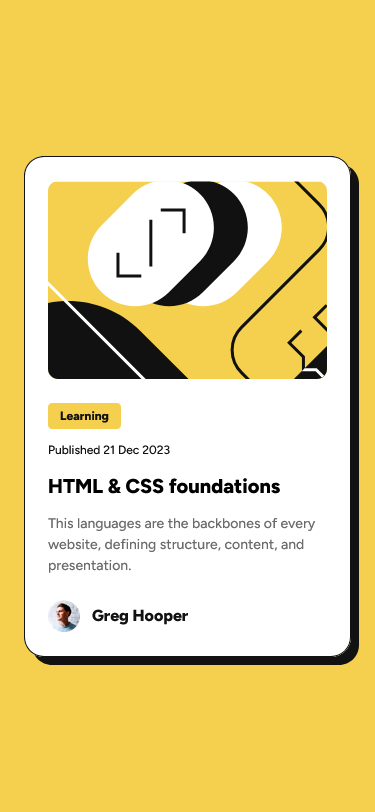 Learning
Published 21 Dec 2023
HTML & CSS foundations
This languages are the backbones of every
website, defining structure, content, and
presentation.
Greg Hooper